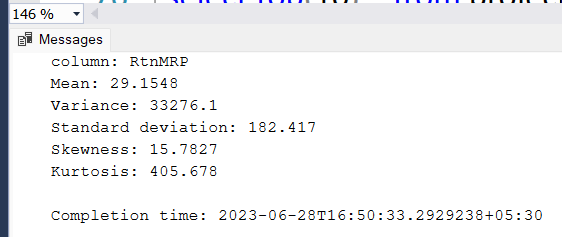 146 %
Messages
column: RtnMRP
Mean: 29.1548
Variance: 33276.1
Standard deviation: 182.417
Skewness: 15.7827
Kurtosis: 405.678
Completion time: 2023-06-28T16:50:33.2929238+05:30